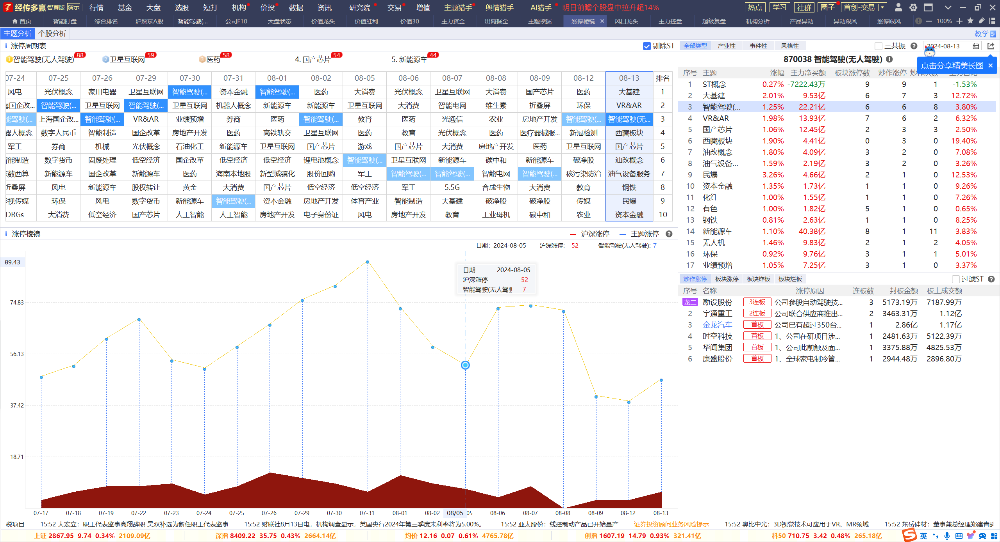 经传多赢 智尊版 演示 行情 基金 大盘 选股 短打 机构 价投 数据 资讯 研究院 交易 增值 主题猎手 舆情猎手 AI猎手 明日前瞻个股盘中拉升超14% 热点 学习 社群 圈子 首创-交易
首页 智能盯盘 综合排名 沪深京A股 智能驾驶(... 公司F10 大盘状态 价值龙头 价值红利 价值30 主力资金 出海掘金 主题挖掘 涨停棱镜 风口龙头 主力控盘 超级复盘 机构分析 产品异动 异动跟风 涨停跟风 100%
主题分析 个股分析 教学
涨停周期表 剔除ST
1 智能驾驶(无人驾驶) 88 2 卫星互联网 59 3 医药 58 4. 国产芯片 54 5. 新能源车 44
07-24 07-25 07-26 07-29 07-30 07-31 08-01 08-02 08-05 08-06 08-07 08-08 08-09 08-12 08-13 排名
风电 光伏概念 家用电器 卫星互联网 智能驾驶(... 资本金融 智能驾驶(... 医药 大消费 光伏概念 卫星互联网 大消费 国产芯片 医药 大基建 1
海国企改... 智能驾驶(... 卫星互联网 智能驾驶(... 卫星互联网 机器人概念 新能源车 新能源车 卫星互联网 大消费 智能电网 维生素 折叠屏 环保 VR&AR 2
能驾驶(... 上海国企改... 智能驾驶(... VR&AR 业绩预增 券商 医药 智能驾驶(... 教育 医药 光通信 农业 房地产开发 智能驾驶(... 智能驾驶(无... 3
器人概念 数字人民币 智能制造 国企改革 房地产开发 医药 高铁轨交 卫星互联网 医药 教育 光伏概念 医药 医疗器械服... 新冠检测 西藏板块 4
军工 券商 机械 光伏概念 石油化工 新能源车 卫星互联网 国产芯片 游戏 国产芯片 大消费 房地产开发 医药 卫星互联网 国产芯片 5
智能制造 数字货币 固废处理 低空经济 国企改革 低空经济 低空经济 锂电池概念 智能驾驶(... 卫星互联网 新能源车 碳中和 新能源车 破净股 油改概念 6
东数西算 新能源车 国企改革 新能源车 医药 海南本地股 新型城镇化 股份回购 军工 智能驾驶(... 智能驾驶(... 智能电网 智能驾驶(... 核污染防治 油气设备服务 7
折叠屏 风电 新能源车 股权转让 黄金 大消费 国产芯片 低空经济 低空经济 军工 5.5G 合成生物 大消费 教育 钢铁 8
影视传媒 环保 风电 数字货币 新能源车 智能驾驶(... 资本金融 房地产开发 体育产业 智能制造 大基建 破净股 破净股 传媒 民爆 9
DRGs 大消费 低空经济 国产芯片 人工智能 人工智能 房地产开发 电子身份证 风电 房地产开发 教育 工业母机 碳中和 农业 资本金融 10
涨停棱镜 沪深涨停 主题涨停
日期: 2024-08-05 沪深涨停: 52 智能驾驶(无人驾驶): 7
89.43
74.83
56.13
37.42
18.71
日期 2024-08-05
沪深涨停 52
智能驾驶(无人驾驶 7
07-17 07-18 07-19 07-22 07-23 07-24 07-25 07-26 07-29 07-30 07-31 08-01 08-02 08/05 05 08-06 08-07 08-08 08-09 08-12 08-13
全部类型 产业性 事件性 风格性 三共振 2024-08-13
870038 智能驾驶(无人驾驶)
点击分享精美长图 ×
序号 主题 涨幅 主力净买额 板块涨停数 炒作涨停
1 ST概念 0.27% -7222.43万 9 9 1 -1.53%
2 大基建 2.01% 9.53亿 6 7 3 12.72%
3 智能驾驶(... 1.25% 22.21亿 6 6 8 3.80%
4 VR&AR 1.98% 13.93亿 7 6 2 6.32%
5 国产芯片 1.06% 12.45亿 2 3 3 2.50%
6 西藏板块 1.90% 4.41亿 0 3 0 19.40%
7 油改概念 1.80% 4.09亿 3 2 0 7.08%
8 油气设备... 1.59% 2.19亿 3 2 0 3.26%
9 民爆 3.26% 4.66亿 2 1 0 12.53%
10 资本金融 1.35% 1.73亿 1 1 0 9.26%
11 化纤 1.00% 1.55亿 1 1 0 7.26%
12 有色 1.00% 1.82亿 5 1 0 0.65%
13 钢铁 0.81% 2.63亿 1 1 0 8.25%
14 新能源车 1.10% 40.38亿 8 1 11 3.83%
15 无人机 1.46% 9.83亿 2 1 2 4.05%
16 环保 0.92% 9.76亿 3 1 1 5.01%
17 业绩预增 1.05% 7.25亿 3 1 0 3.37%
炒作涨停 板块涨停 板块炸板 板块烂板 过滤ST
序号 名称 涨停原因 连板数 封板金额 板上成交额
龙二 勘设股份 3连板 公司参股自动驾驶技... 3 5173.19万 7187.99万
2 宇通重工 2连板 公司联合供应商推出... 2 3463.31万 1.12亿
3 金龙汽车 首板 公司已有超过350台... 1 2.86亿 1.17亿
4 时空科技 首板 1、公司在研项目涉... 1 2481.63万 5122.39万
5 华闻集团 首板 1、公司此前触及面... 1 3375.88万 4825.53万
6 康盛股份 首板 1、全球家电制冷管... 1 2944.48万 2896.80万
税项目 15:52 大宏立：职工代表监事高翔辞职 吴双补选为新任职工代表监事 15:52 财联社8月13日电，机构调查显示，英国央行2024年第三季度末利率将为5.00%。 15:52 亚太股份：线控制动产品已开始量产 证券投资顾问业务风险提示 15:52 奥比中光：3D视觉技术可应用于VR、MR领域 15:52 东岳硅材：董事兼总经理郑建青辞
上证 2867.95 9.74 0.34% 2109.09亿 深指 8409.22 35.75 0.43% 2664.14亿 均价 12.16 0.07 0.61% 4765.78亿 创指 1607.19 14.79 0.93% 321.41亿 科50 710.75 3.42 0.48% 265.18亿 英